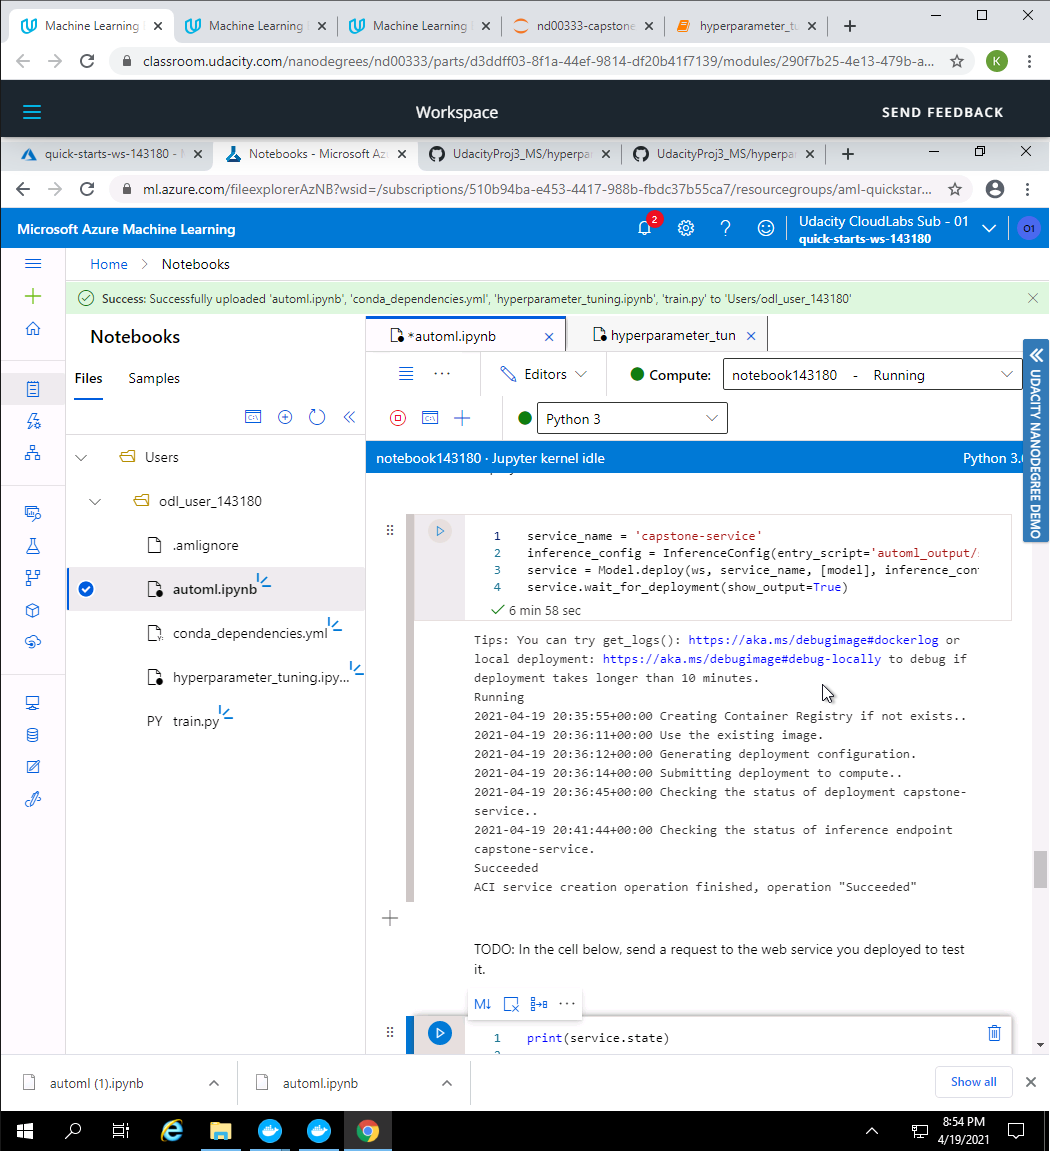 Machine Learning
Machine Learning
Machine Learning
nd00333-capstone
hyperparameter_tu
classroom.udacity.com/nanodegrees/nd00333/parts/d3ddff03-8f1a-44ef-9814-df20b41f7139/modules/290f7b25-4e13-479b-a...
K
Workspace
SEND FEEDBACK
quick-starts-ws-143180 -
Notebooks - Microsoft Az
UdacityProj3_MS/hyperpar
UdacityProj3_MS/hyperpar
ml.azure.com/fileexplorerAzNB?wsid=/subscriptions/510b94ba-e453-4417-988b-fbdc37b55ca7/resourcegroups/aml-quickstar...
Microsoft Azure Machine Learning
2
Udacity CloudLabs Sub - 01
quick-starts-ws-143180
O1
Home > Notebooks
Success: Successfully uploaded 'automl.ipynb', 'conda_dependencies.yml', 'hyperparameter_tuning.ipynb', 'train.py' to 'Users/odl_user_143180'
Notebooks
*automl.ipynb
hyperparameter_tun
Files
Samples
Editors
Compute:
notebook143180 - Running
Python 3
notebook143180 · Jupyter kernel idle
UDACITY NANODEGREE DEMO
Users
odl_user_143180
.amlignore
automl.ipynb
conda_dependencies.yml
hyperparameter_tuning.ipy...
PY train.py
1 service_name = 'capstone-service'
2 inference_config = InferenceConfig(entry_script='automl_output/
3 service = Model.deploy(ws, service_name, [model], inference_con
4 service.wait_for_deployment(show_output=True)
6 min 58 sec
Tips: You can try get_logs(): https://aka.ms/debugimage#dockerlog or
local deployment: https://aka.ms/debugimage#debug-locally to debug if
deployment takes longer than 10 minutes.
Running
2021-04-19 20:35:55+00:00 Creating Container Registry if not exists..
2021-04-19 20:36:11+00:00 Use the existing image.
2021-04-19 20:36:12+00:00 Generating deployment configuration.
2021-04-19 20:36:14+00:00 Submitting deployment to compute..
2021-04-19 20:36:45+00:00 Checking the status of deployment capstone-
service..
2021-04-19 20:41:44+00:00 Checking the status of inference endpoint
capstone-service.
Succeeded
ACI service creation operation finished, operation "Succeeded"
TODO: In the cell below, send a request to the web service you deployed to test
it.
M↓
1 print(service.state)
automl (1).ipynb
automl.ipynb
Show all
8:54 PM
4/19/2021